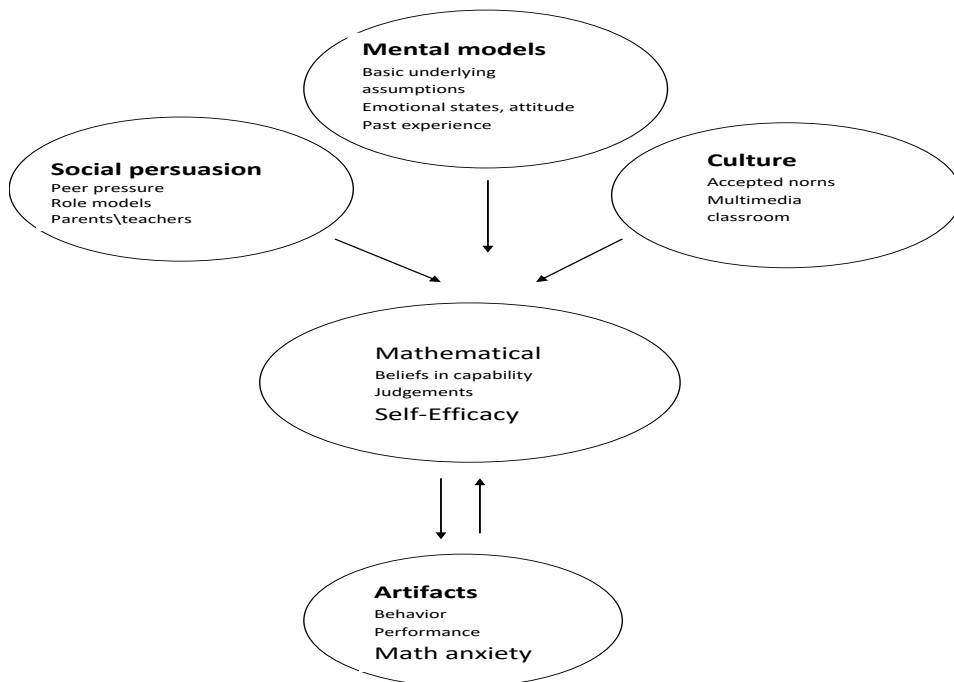 Mental models
Basic underlying
assumptions
Emotional states, attitude
Past experience
Social persuasion
Peer pressure
Role models
Parents\teachers
Culture
Accepted norns
Multimedia
classroom
Mathematical
Beliefs in capability
Judgements
Self-Efficacy
Artifacts
Behavior
Performance
Math anxiety